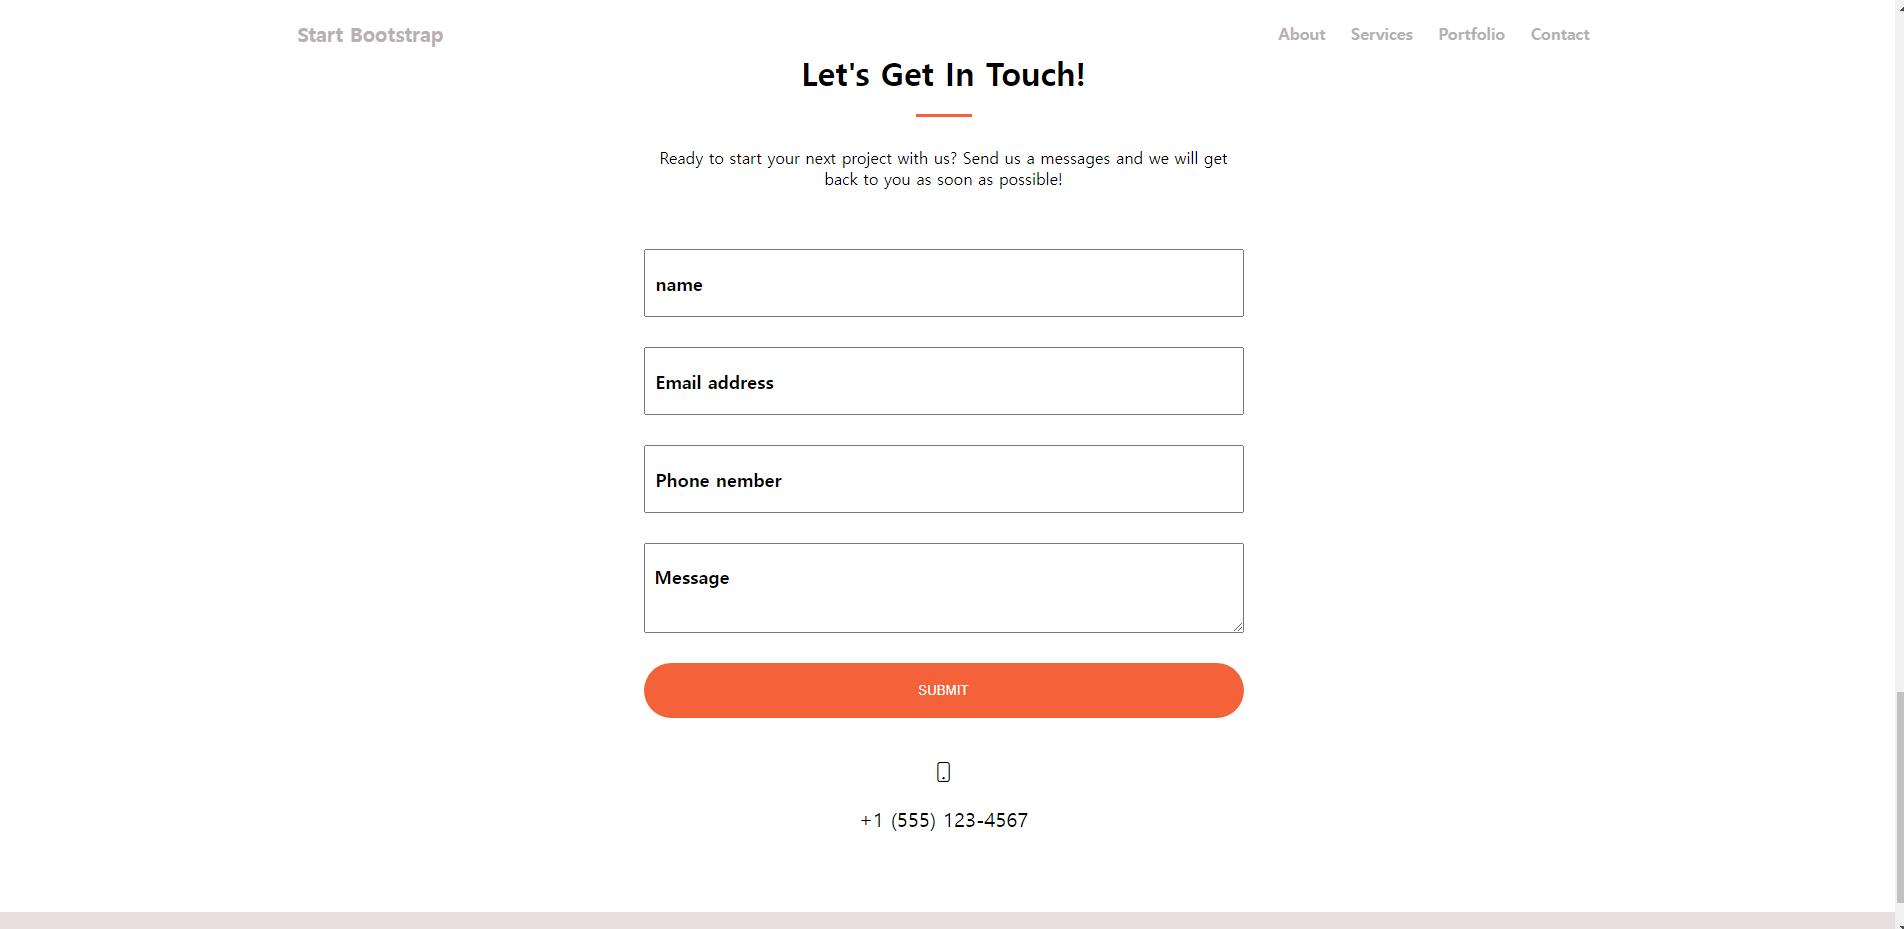 Start Bootstrap
About Services Portfolio Contact
Let's Get In Touch!
Ready to start your next project with us? Send us a messages and we will get
back to you as soon as possible!
name
Email address
Phone nember
Message
SUBMIT
+1 (555) 123-4567